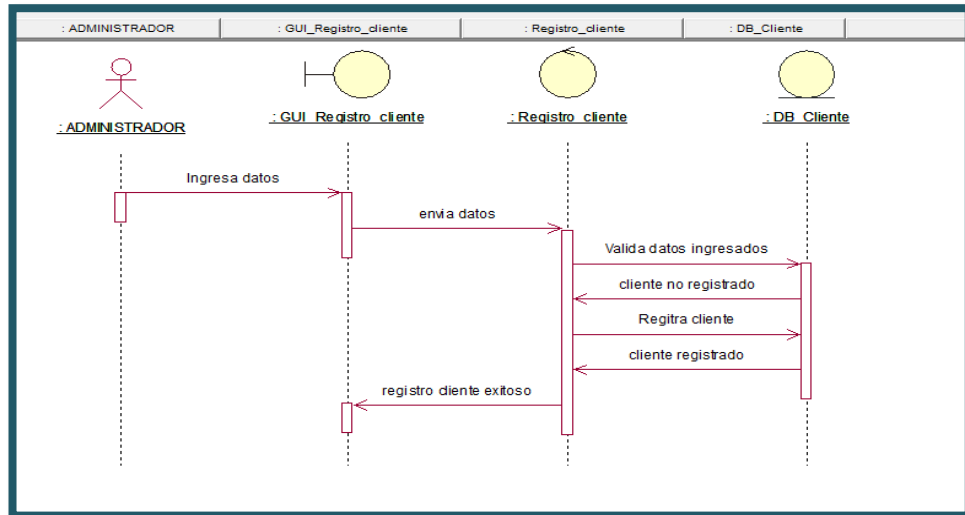 : ADMINISTRADOR : GUI_Registro_cliente : Registro_cliente : DB_Cliente
: ADMINISTRADOR : GUI_Registro_cliente : Registro_cliente : DB_Cliente
Ingresa datos
envia datos
Valida datos ingresados
cliente no registrado
Regitra cliente
cliente registrado
registro cliente exitoso